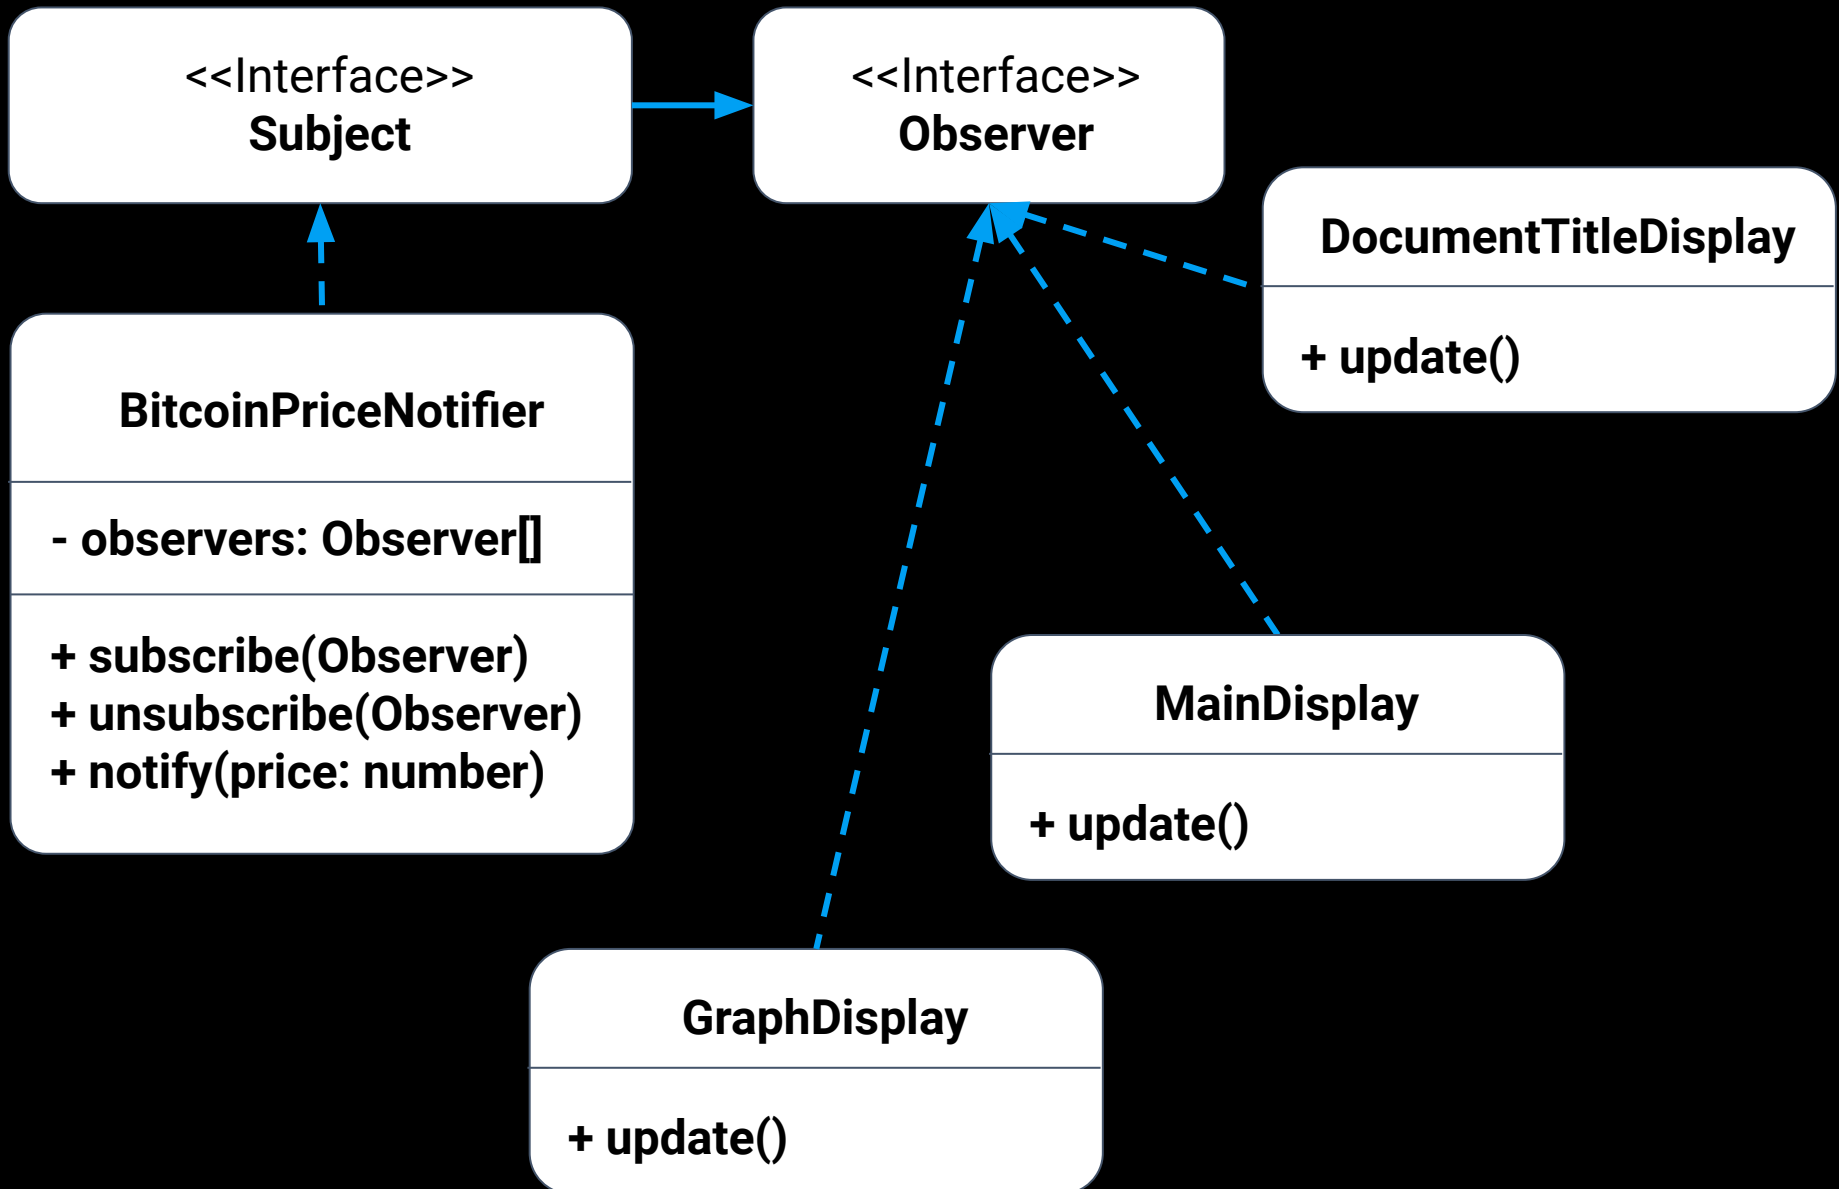 <<Interface>>
Subject
<<Interface>>
Observer
DocumentTitleDisplay
+ update()
BitcoinPriceNotifier
- observers: Observer[]
+ subscribe(Observer)
+ unsubscribe(Observer)
+ notify(price: number)
MainDisplay
+ update()
GraphDisplay
+ update()